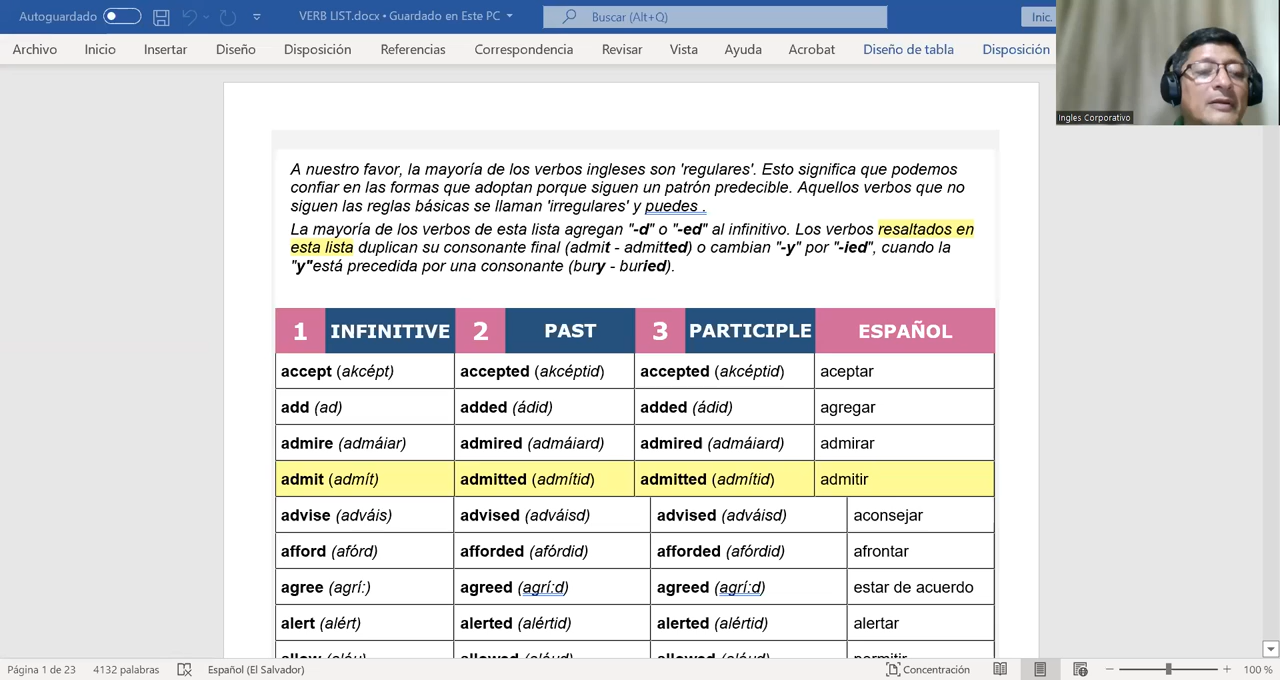 Autoguardado
VERB LIST.docx • Guardado en Este PC
Buscar (Alt+Q)
Inic.
Archivo Inicio Insertar Diseño Disposición Referencias Correspondencia Revisar Vista Ayuda Acrobat Diseño de tabla Disposición
Ingles Corporativo
A nuestro favor, la mayoría de los verbos ingleses son 'regulares'. Esto significa que podemos
confiar en las formas que adoptan porque siguen un patrón predecible. Aquellos verbos que no
siguen las reglas básicas se llaman 'irregulares' y puedes .
La mayoría de los verbos de esta lista agregan "-d" o "-ed" al infinitivo. Los verbos resaltados en
esta lista duplican su consonante final (admit - admitted) o cambian "-y" por "-ied", cuando la
"y"está precedida por una consonante (bury - buried).
1 INFINITIVE 2 PAST 3 PARTICIPLE ESPAÑOL
accept (akcépt) accepted (akcéptid) accepted (akcéptid) aceptar
add (ad) added (ádid) added (ádid) agregar
admire (admáiar) admired (admáiard) admired (admáiard) admirar
admit (admít) admitted (admítid) admitted (admítid) admitir
advise (adváis) advised (adváisd) advised (adváisd) aconsejar
afford (afórd) afforded (afórdid) afforded (afórdid) afrontar
agree (agrí:) agreed (agrí:d) agreed (agrí:d) estar de acuerdo
alert (alért) alerted (alértid) alerted (alértid) alertar
allow (aláu) allowed (aláud) allowed (aláud) permitir
Página 1 de 23 4132 palabras Español (El Salvador) Concentración 100 %